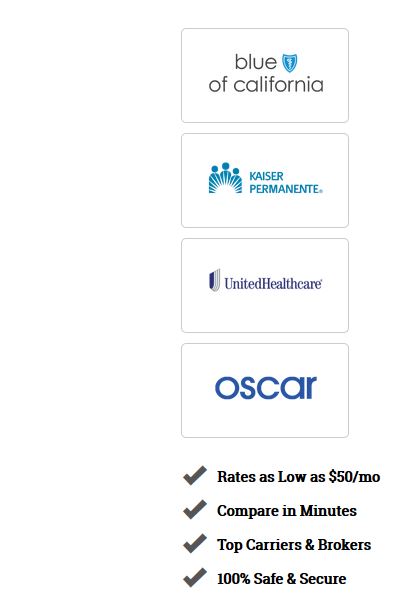 blue
of california
KAISER
PERMANENTE®
UnitedHealthcare®
oscar
Rates as Low as $50/mo
Compare in Minutes
Top Carriers & Brokers
100% Safe & Secure